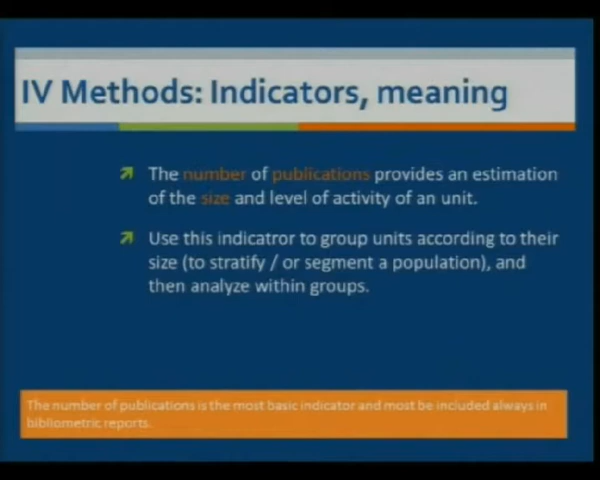 IV Methods: Indicators, meaning
The number of publications provides an estimation
of the size and level of activity of an unit.
Use this indicatror to group units according to their
size (to stratify / or segment a population), and
then analyze within groups.
The number of publications is the most basic indicator and most be included always in
bibliometric reports.